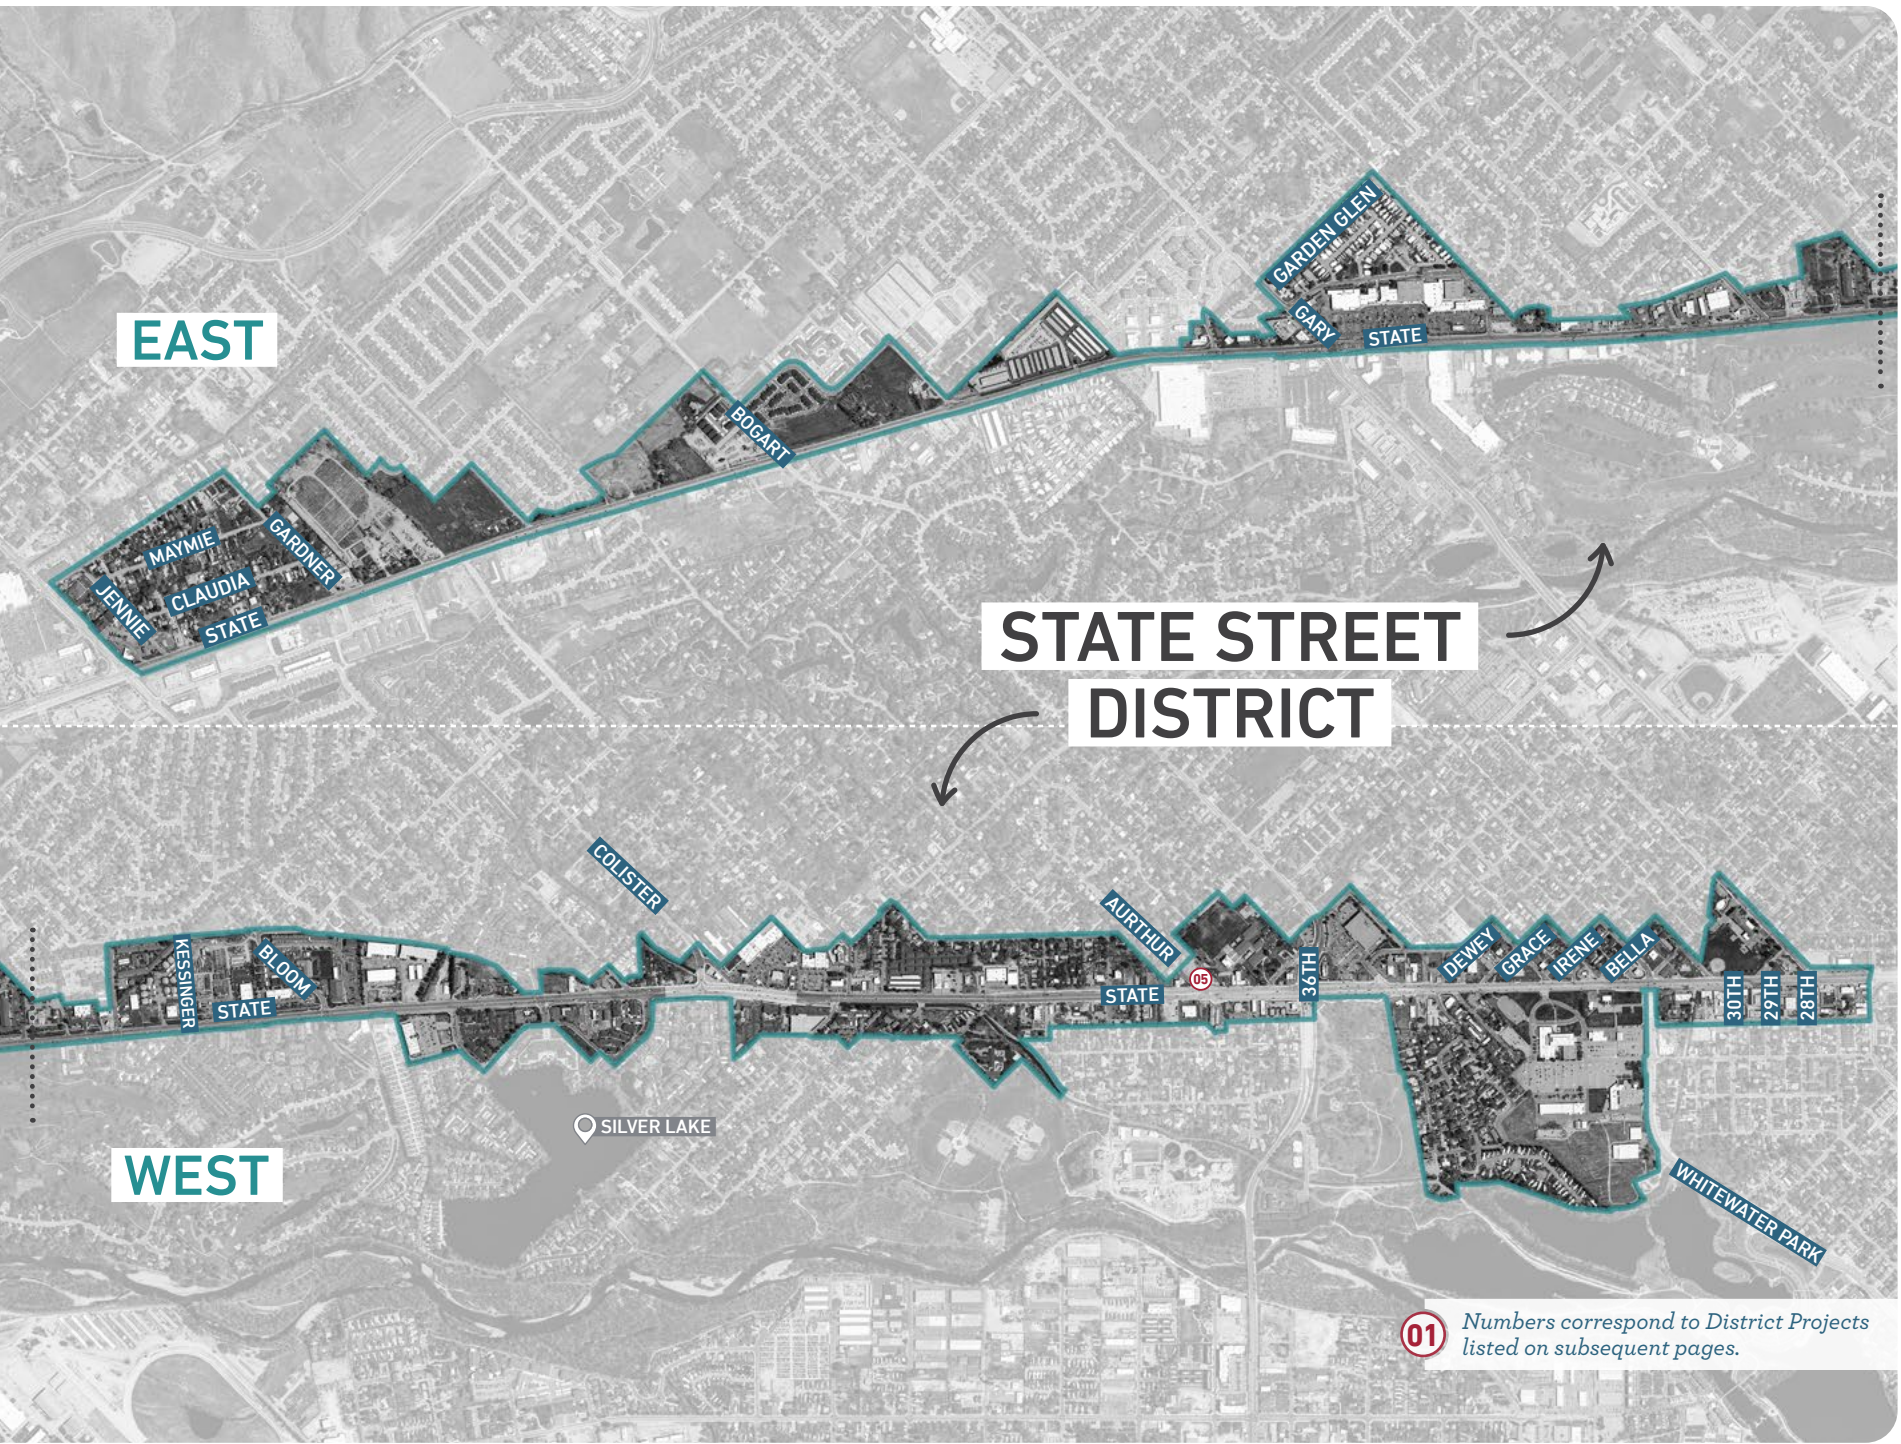 GARDEN GLEN
EAST
GARY
STATE
BOGART
MAYMIE
GARDNER
CLAUDIA
JENNIE
STATE
STATE STREET
DISTRICT
COLISTER
AURTHUR
KESSINGER
BLOOM
STATE
STATE
05
36TH
DEWEY
GRACE
IRENE
BELLA
30TH
29TH
28TH
SILVER LAKE
WEST
WHITEWATER PARK
01
Numbers correspond to District Projects
listed on subsequent pages.